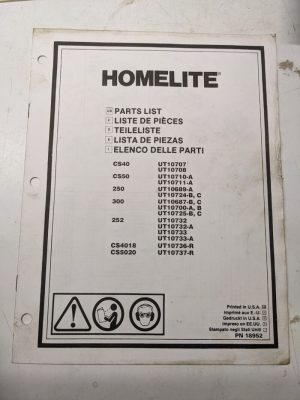 HOMELITE®
GB PARTS LIST
F LISTE DE PIÈCES
D TEILELISTE
E LISTA DE PIEZAS
I ELENCO DELLE PARTI
CS40 UT10707
UT10708
CS50 UT10710-A
UT10711-A
250 UT10689-A
UT10724-B, C
300 UT10687-B, C
UT10700-A, B
UT10725-B, C
252 UT10732
UT10732-A
UT10733
UT10733-A
CS4018 UT10736-R
CS5020 UT10737-R
Printed in U.S.A.
Imprimé aux E.-U.
Gedruckt in U.S.A.
Impreso en EE.UU.
Stampato negli Stati Uniti
PN 18952